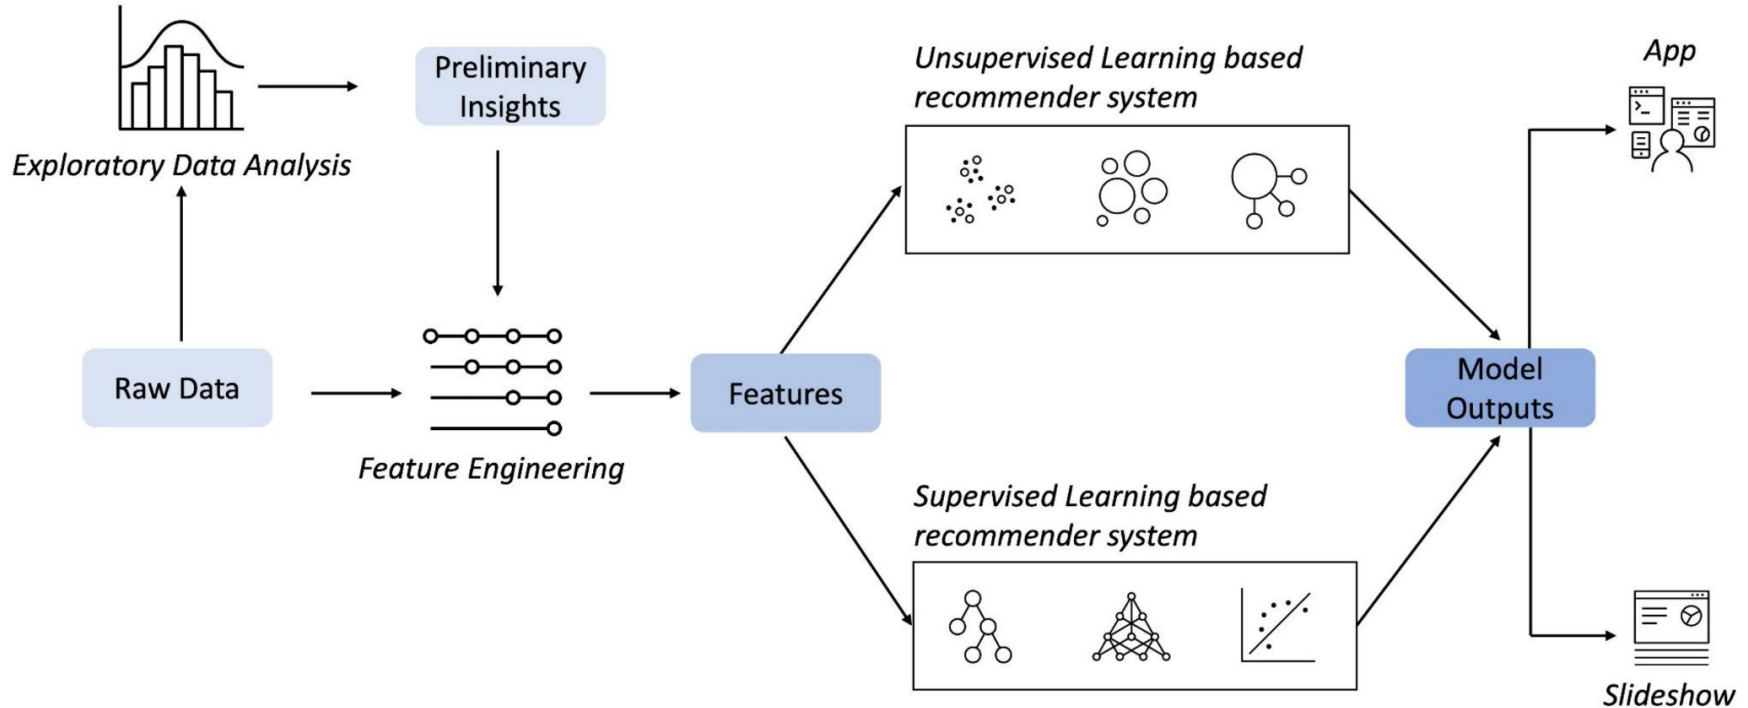 Preliminary
Insights
Exploratory Data Analysis
Raw Data
Feature Engineering
Features
Unsupervised Learning based
recommender system
Supervised Learning based
recommender system
Model
Outputs
App
Slideshow